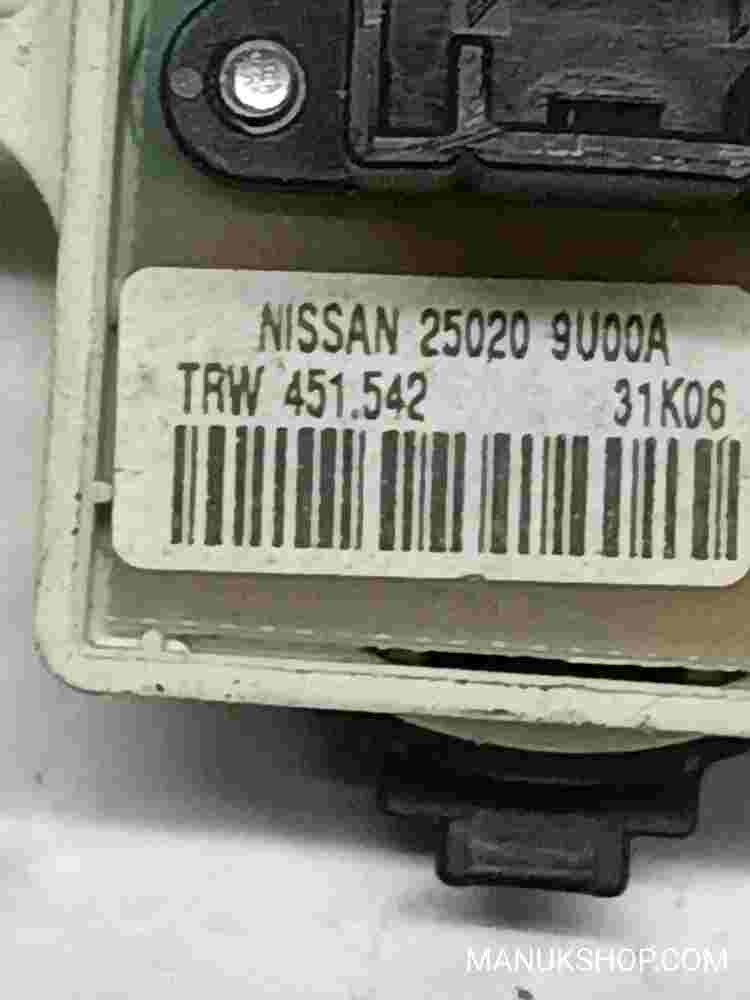 NISSAN 25020 9U00A
TRW 451.542 31K06
MANUKSHOP.COM